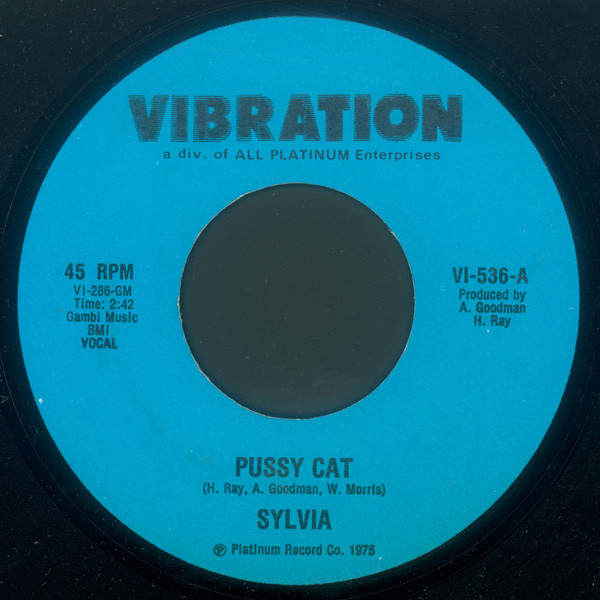 VIBRATION
a div. of ALL PLATINUM Enterprises
45 RPM
VI-286-GM
Time: 2:42
Gambi Music
BMI
VOCAL
VI-536-A
Produced by
A. Goodman
H. Ray
PUSSY CAT
(H. Ray, A. Goodman, W. Morris)
SYLVIA
℗ Platinum Record Co. 1975